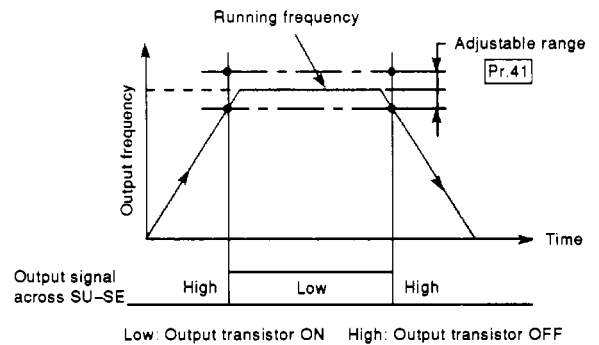 Running frequency
Adjustable range
Pr.41
Output frequency
Time
Output signal
across SU–SE
High
Low
High
Low: Output transistor ON High: Output transistor OFF